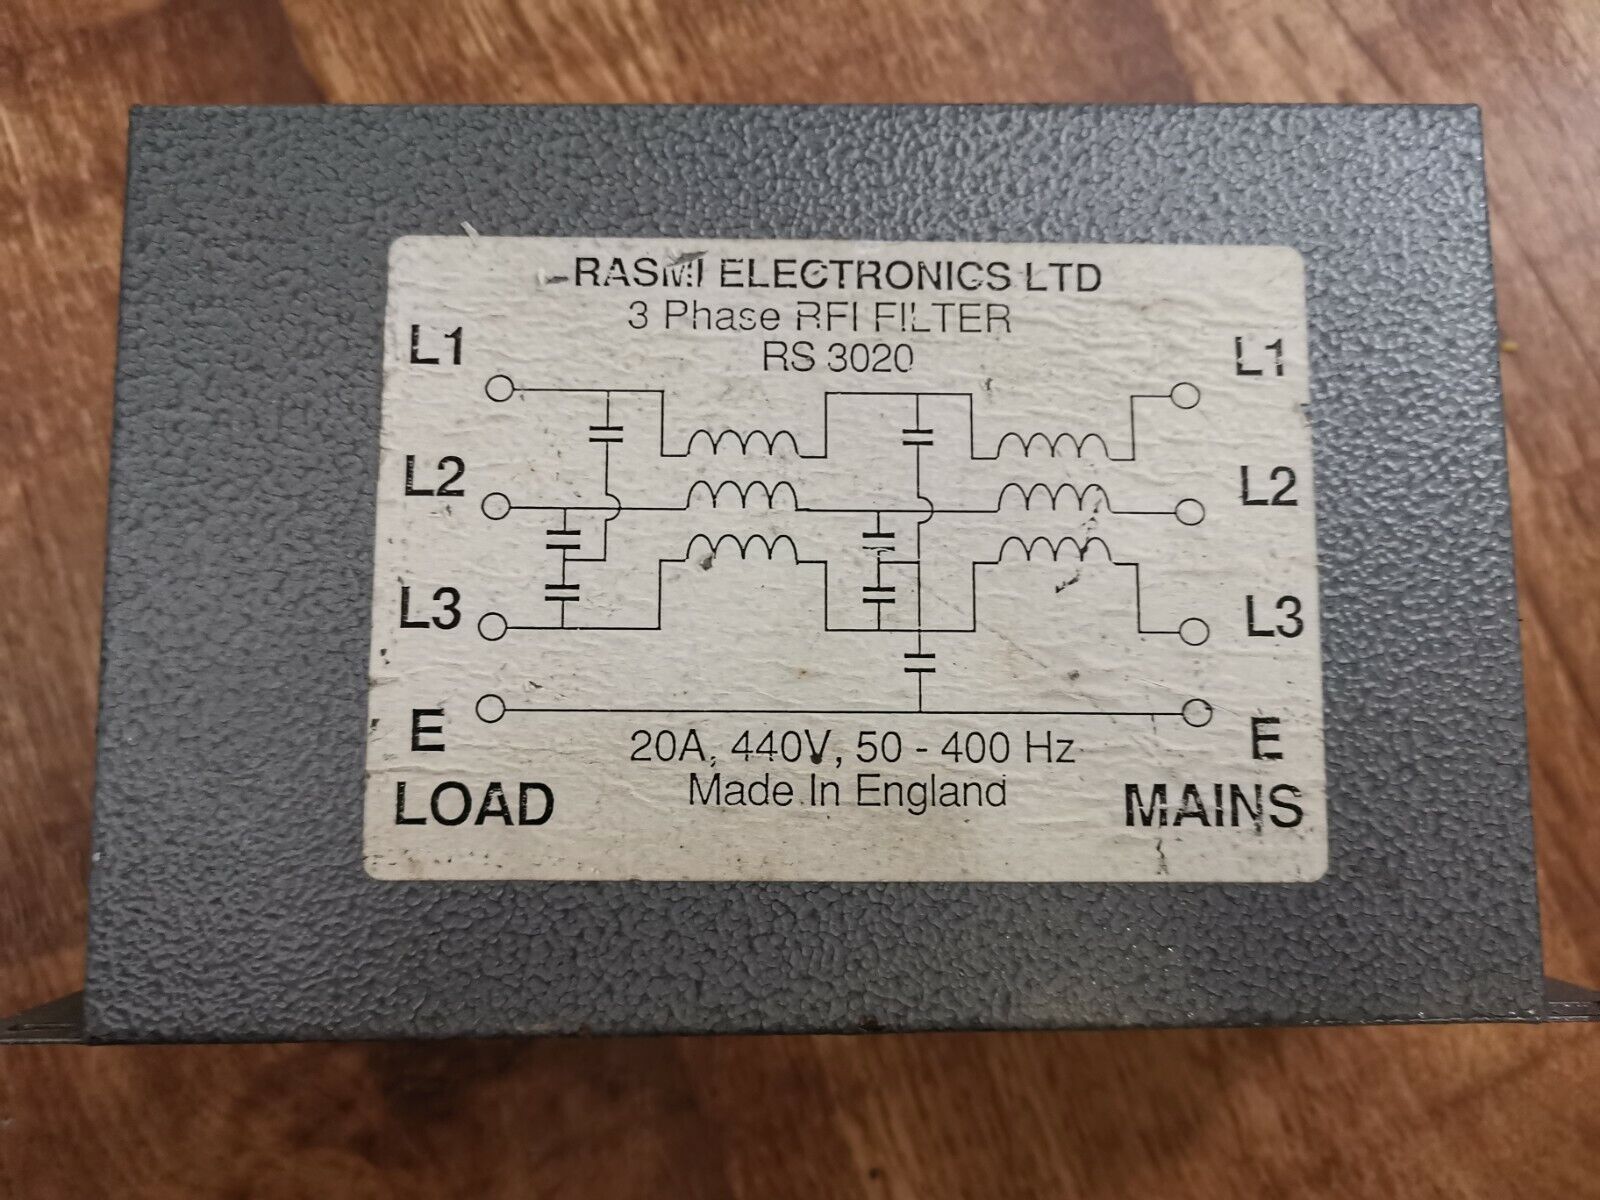 RASMI ELECTRONICS LTD
3 Phase RFI FILTER
RS 3020
L1 L1
L2 L2
L3 L3
E E
20A, 440V, 50 - 400 Hz
Made In England
LOAD MAINS